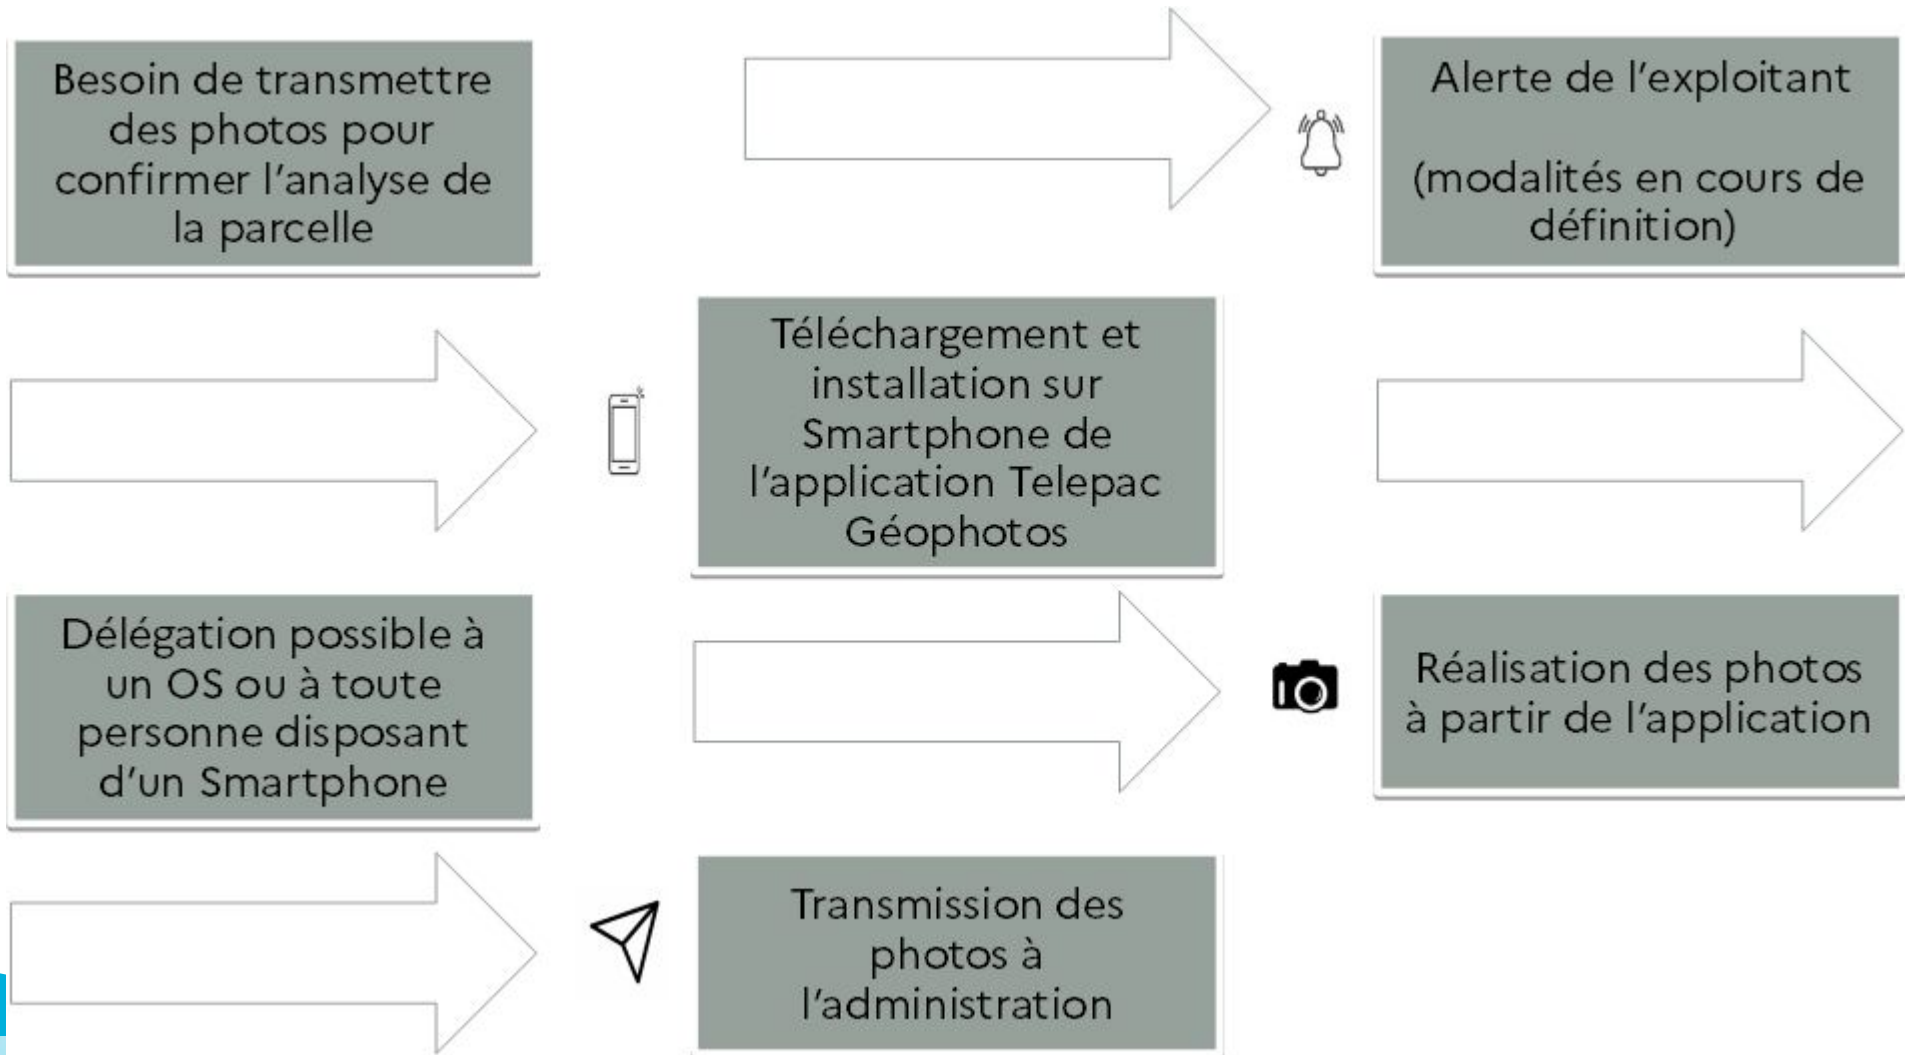 Besoin de transmettre
des photos pour
confirmer l'analyse de
la parcelle
Alerte de l'exploitant
(modalités en cours de
définition)
Téléchargement et
installation sur
Smartphone de
l'application Telepac
Géophotos
Délégation possible à
un OS ou à toute
personne disposant
d'un Smartphone
Réalisation des photos
à partir de l'application
Transmission des
photos à
l'administration